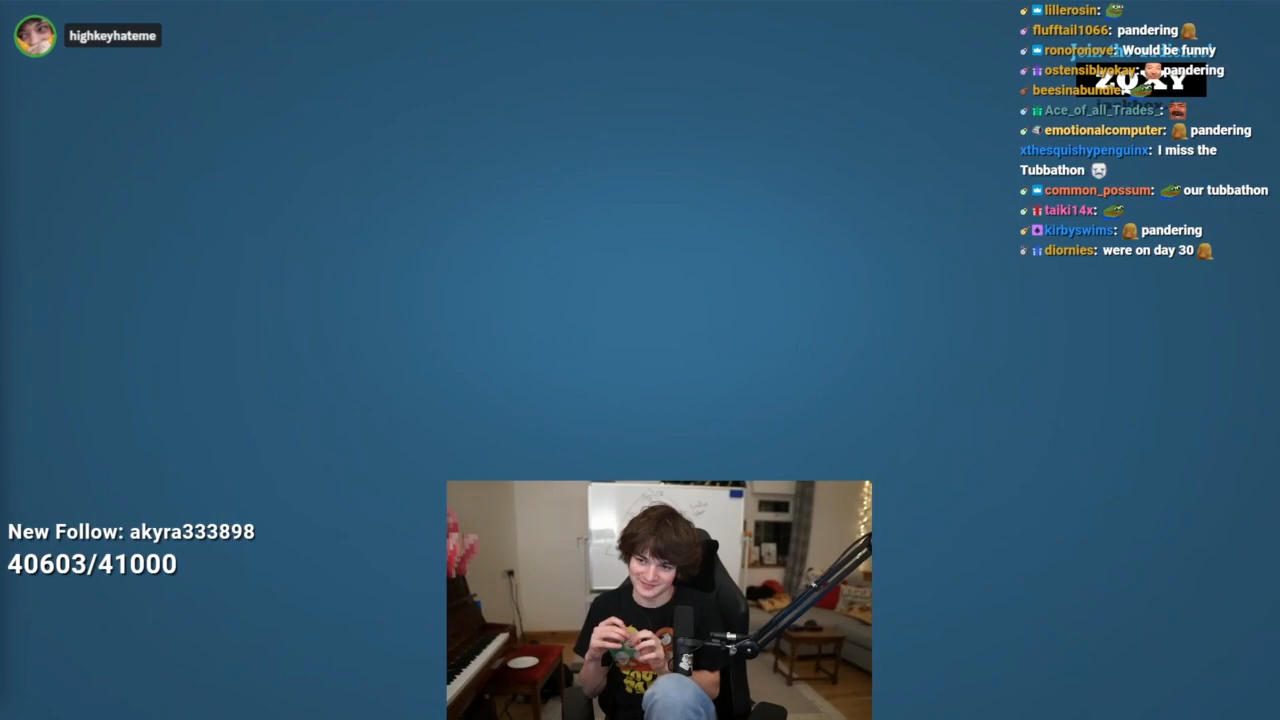 highkeyhateme
lillerosin:
flufftail1066: pandering
ronoronove: Would be funny
ostensiblyokay: pandering
beesinabundle:
Ace_of_all_Trades_:
emotionalcomputer: pandering
xthesquishypenguinx: I miss the
Tubbathon
common_possum: our tubbathon
taiki14x:
kirbyswims: pandering
diornies: were on day 30
New Follow: akyra333898
40603/41000